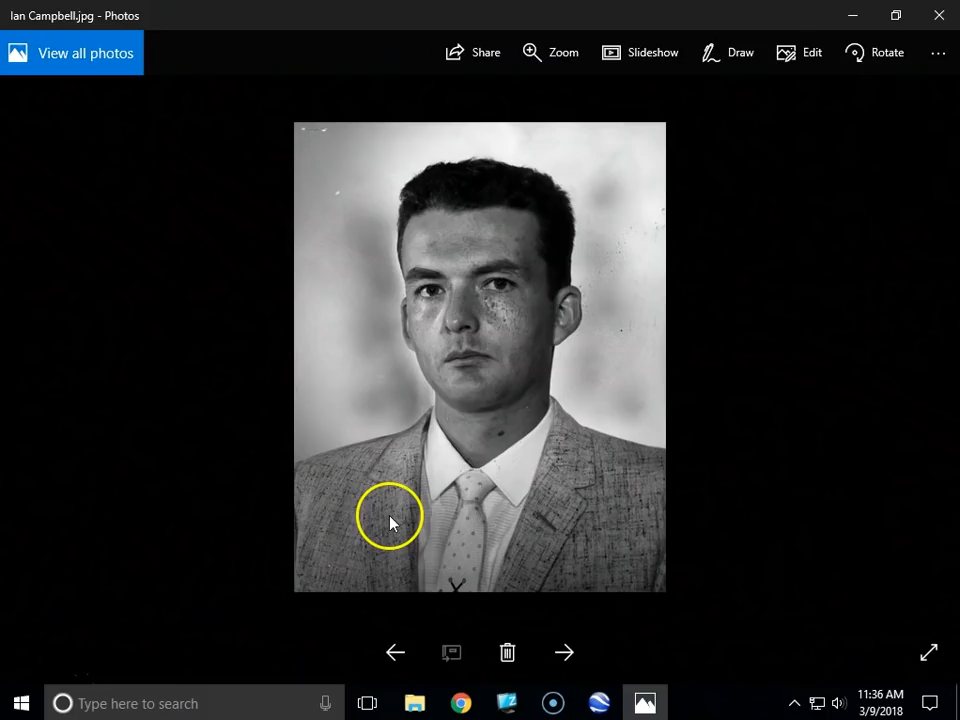 Ian Campbell.jpg - Photos
View all photos
Share
Zoom
Slideshow
Draw
Edit
Rotate
Type here to search
11:36 AM
3/9/2018